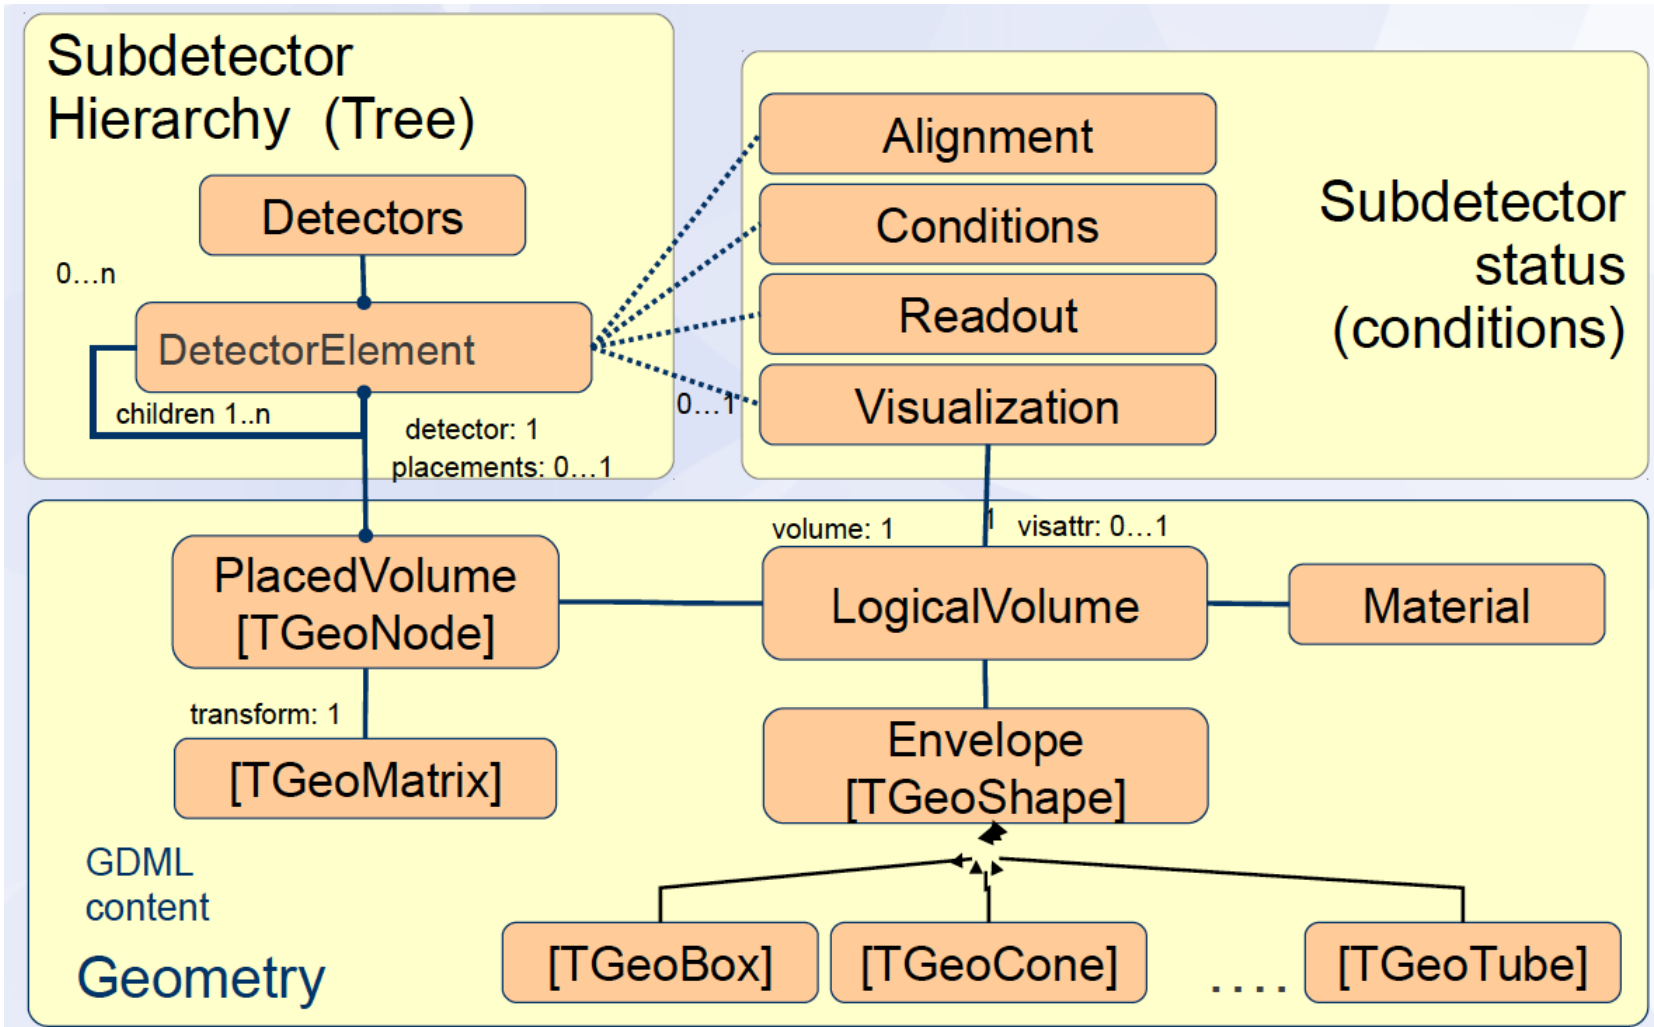 Subdetector
Hierarchy (Tree)
Detectors
0...n
DetectorElement
children 1..n
detector: 1
placements: 0...1
Alignment
Conditions
Readout
Visualization
0...1
Subdetector
status
(conditions)
volume: 1
1
visattr: 0...1
PlacedVolume
[TGeoNode]
LogicalVolume
Material
transform: 1
[TGeoMatrix]
Envelope
[TGeoShape]
GDML
content
Geometry
[TGeoBox]
[TGeoCone]
....
[TGeoTube]